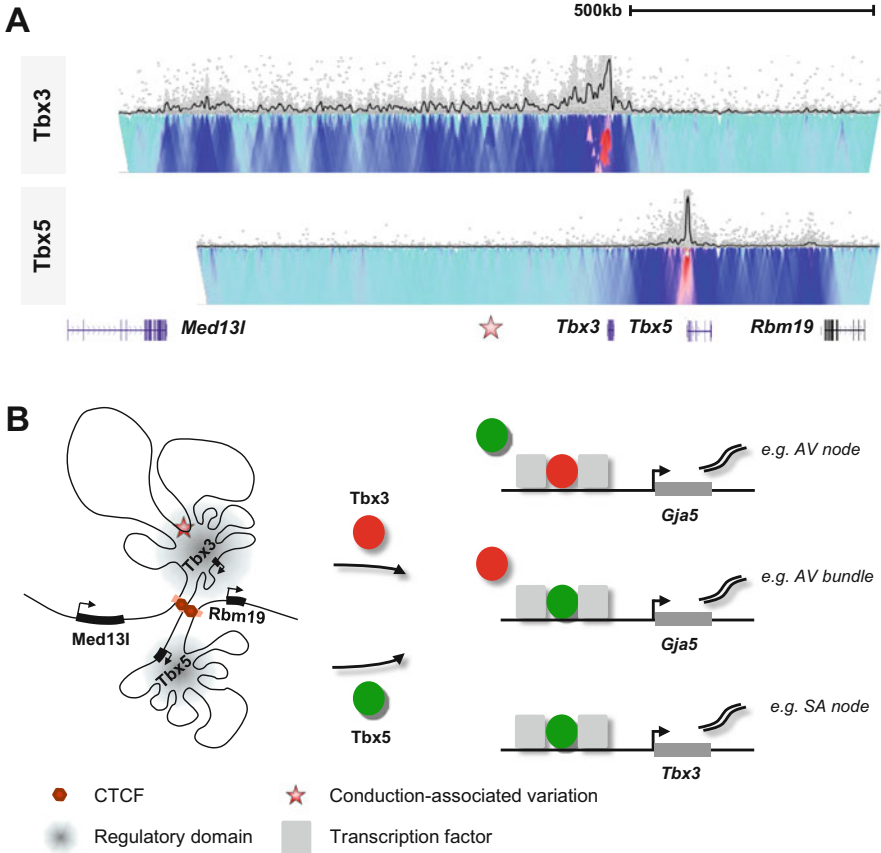 A
500kb
Tbx3
Tbx5
Med13l
Tbx3
Tbx5
Rbm19
B
Tbx3
Med13l
Rbm19
Tbx5
Tbx3
Tbx5
e.g. AV node
Gja5
e.g. AV bundle
Gja5
e.g. SA node
Tbx3
CTCF
Conduction-associated variation
Regulatory domain
Transcription factor